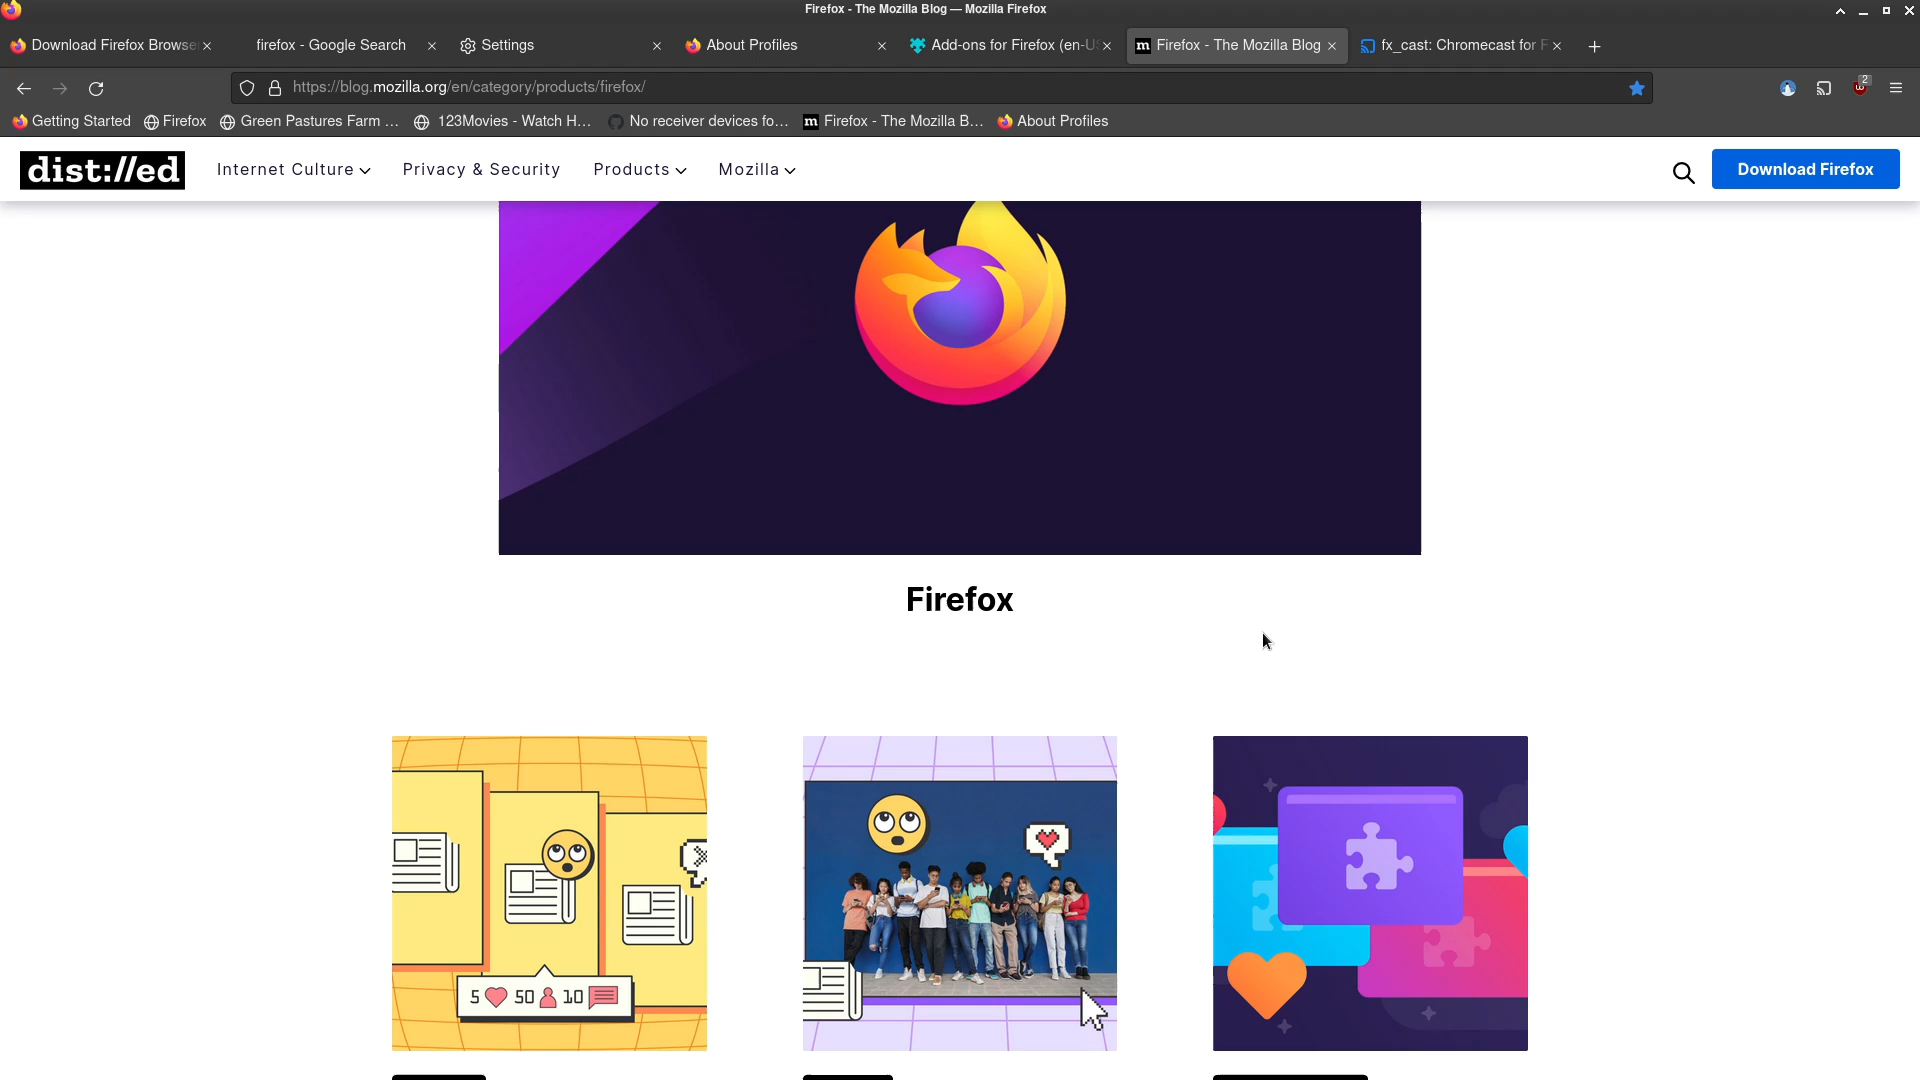 Firefox - The Mozilla Blog — Mozilla Firefox
Download Firefox Browse
firefox - Google Search
Settings
About Profiles
Add-ons for Firefox (en-U
Firefox - The Mozilla Blog
fx_cast: Chromecast for F
https://blog.mozilla.org/en/category/products/firefox/
2
Getting Started
Firefox
Green Pastures Farm ...
123Movies - Watch H...
No receiver devices fo...
m Firefox - The Mozilla B...
About Profiles
dist://ed
Internet Culture
Privacy & Security
Products
Mozilla
Download Firefox
Firefox
5 50 10